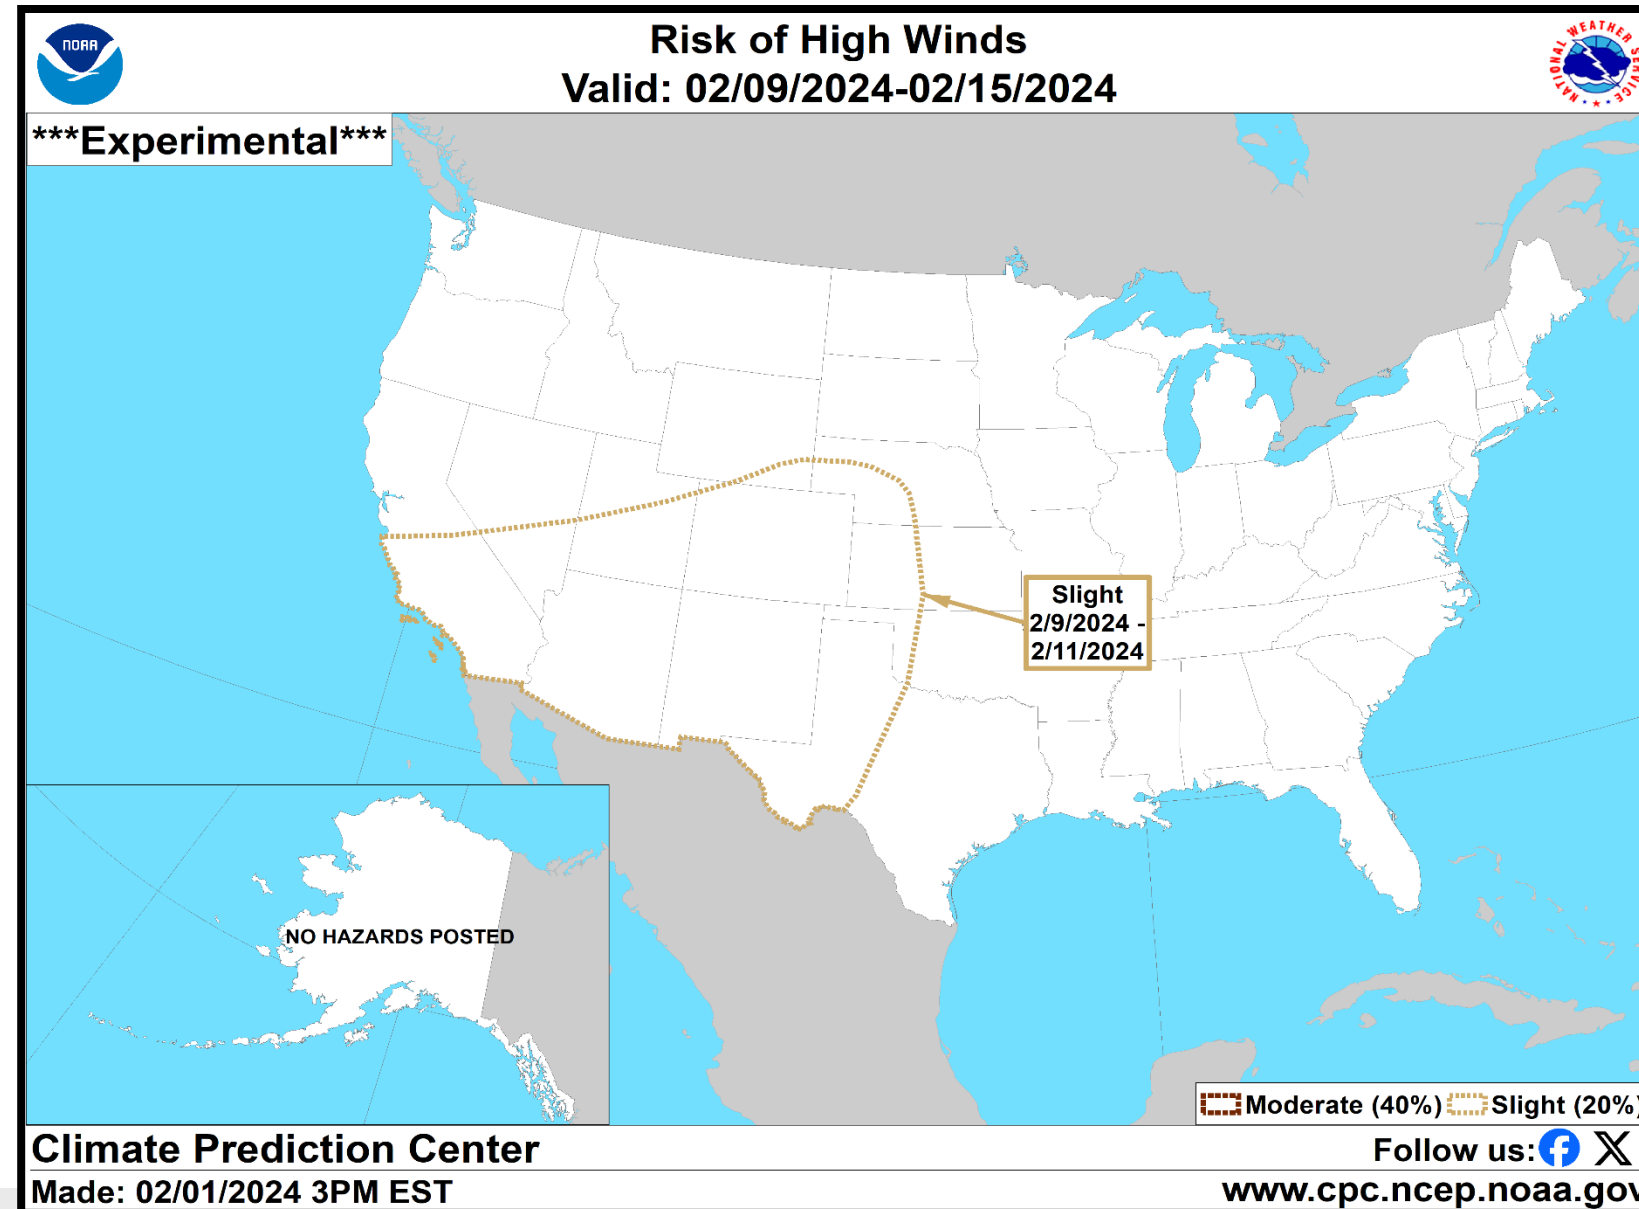 NOAA
Risk of High Winds
Valid: 02/09/2024-02/15/2024
NATIONAL WEATHER SERVICE
***Experimental***
Slight
2/9/2024 -
2/11/2024
NO HAZARDS POSTED
Moderate (40%) Slight (20%)
Climate Prediction Center
Follow us:
Made: 02/01/2024 3PM EST
www.cpc.ncep.noaa.gov